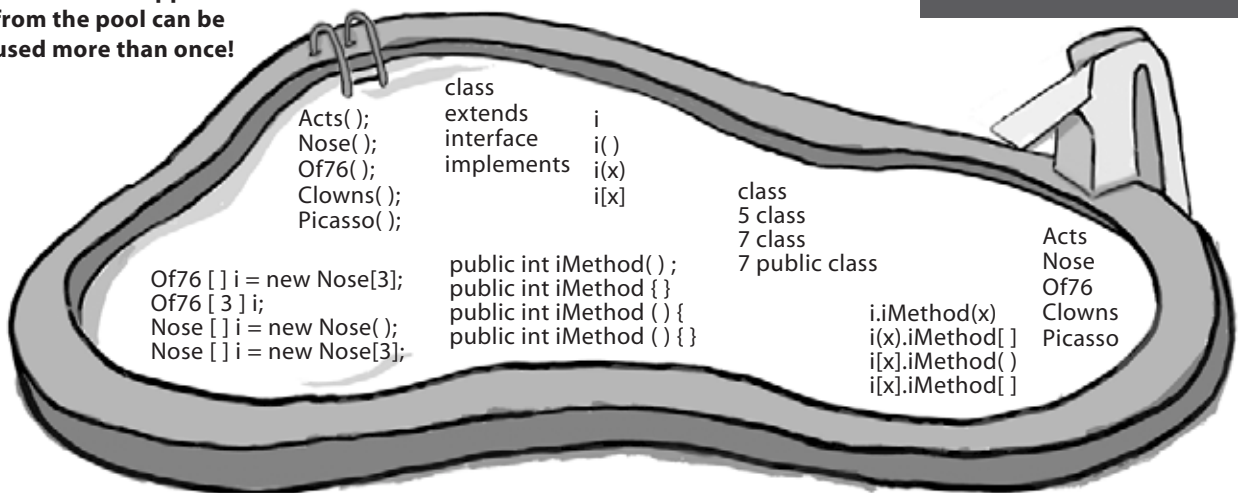 from the pool can be
used more than once!
Acts( );
Nose( );
Of76( );
Clowns( );
Picasso( );
class
extends
interface
implements
i
i( )
i(x)
i[x]
class
5 class
7 class
7 public class
Acts
Nose
Of76
Clowns
Picasso
Of76 [ ] i = new Nose[3];
Of76 [ 3 ] i;
Nose [ ] i = new Nose( );
Nose [ ] i = new Nose[3];
public int iMethod( ) ;
public int iMethod { }
public int iMethod ( ) {
public int iMethod ( ) { }
i.iMethod(x)
i(x).iMethod[ ]
i[x].iMethod( )
i[x].iMethod[ ]